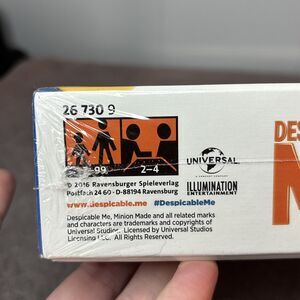 26 730 9
99
2-4
© 2016 Ravensburger Spieleverlag
Postfach 24 60 · D-88194 Ravensburg
www.despicable.me #DespicableMe
UNIVERSAL
ILLUMINATION
ENTERTAINMENT
Despicable Me, Minion Made and all related marks
and characters are trademarks and copyrights of
Universal Studios. Licensed by Universal Studios
Licensing LLC. All Rights Reserved.
DES
M